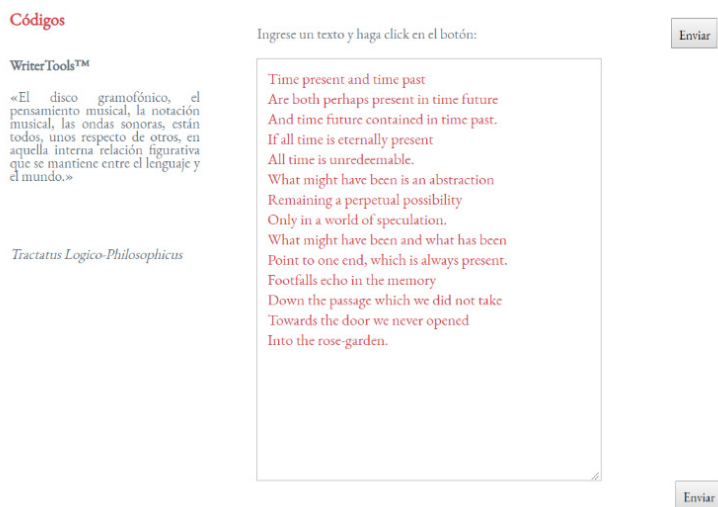 Códigos
WriterTools™
«El disco gramofónico, el
pensamiento musical, la notación
musical, las ondas sonoras, están
todos, unos respecto de otros, en
aquella interna relación figurativa
que se mantiene entre el lenguaje y
el mundo.»
Tractatus Logico-Philosophicus
Ingrese un texto y haga click en el botón:
Enviar
Time present and time past
Are both perhaps present in time future
And time future contained in time past.
If all time is eternally present
All time is unredeemable.
What might have been is an abstraction
Remaining a perpetual possibility
Only in a world of speculation.
What might have been and what has been
Point to one end, which is always present.
Footfalls echo in the memory
Down the passage which we did not take
Towards the door we never opened
Into the rose-garden.
Enviar